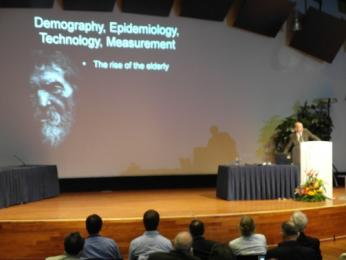 Demography, Epidemiology,
Technology, Measurement
• The rise of the elderly